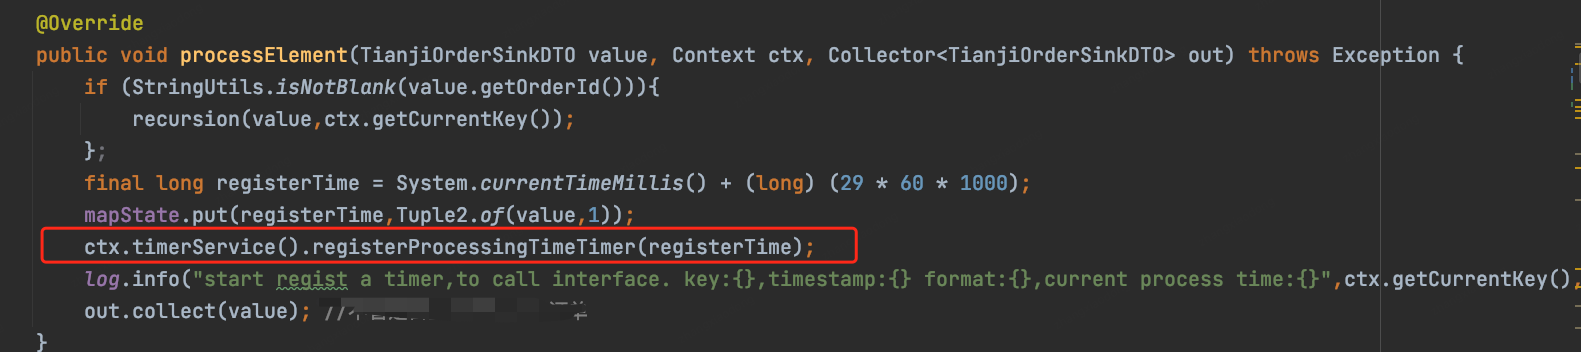 @Override
public void processElement(TianjiOrderSinkDTO value, Context ctx, Collector<TianjiOrderSinkDTO> out) throws Exception {
if (StringUtils.isNotBlank(value.getOrderId())){
recursion(value,ctx.getCurrentKey());
};
final long registerTime = System.currentTimeMillis() + (long) (29 * 60 * 1000);
mapState.put(registerTime,Tuple2.of(value,1));
ctx.timerService().registerProcessingTimeTimer(registerTime);
log.info("start regist a timer,to call interface. key:{},timestamp:{} format:{},current process time:{}",ctx.getCurrentKey(),
out.collect(value); //
}